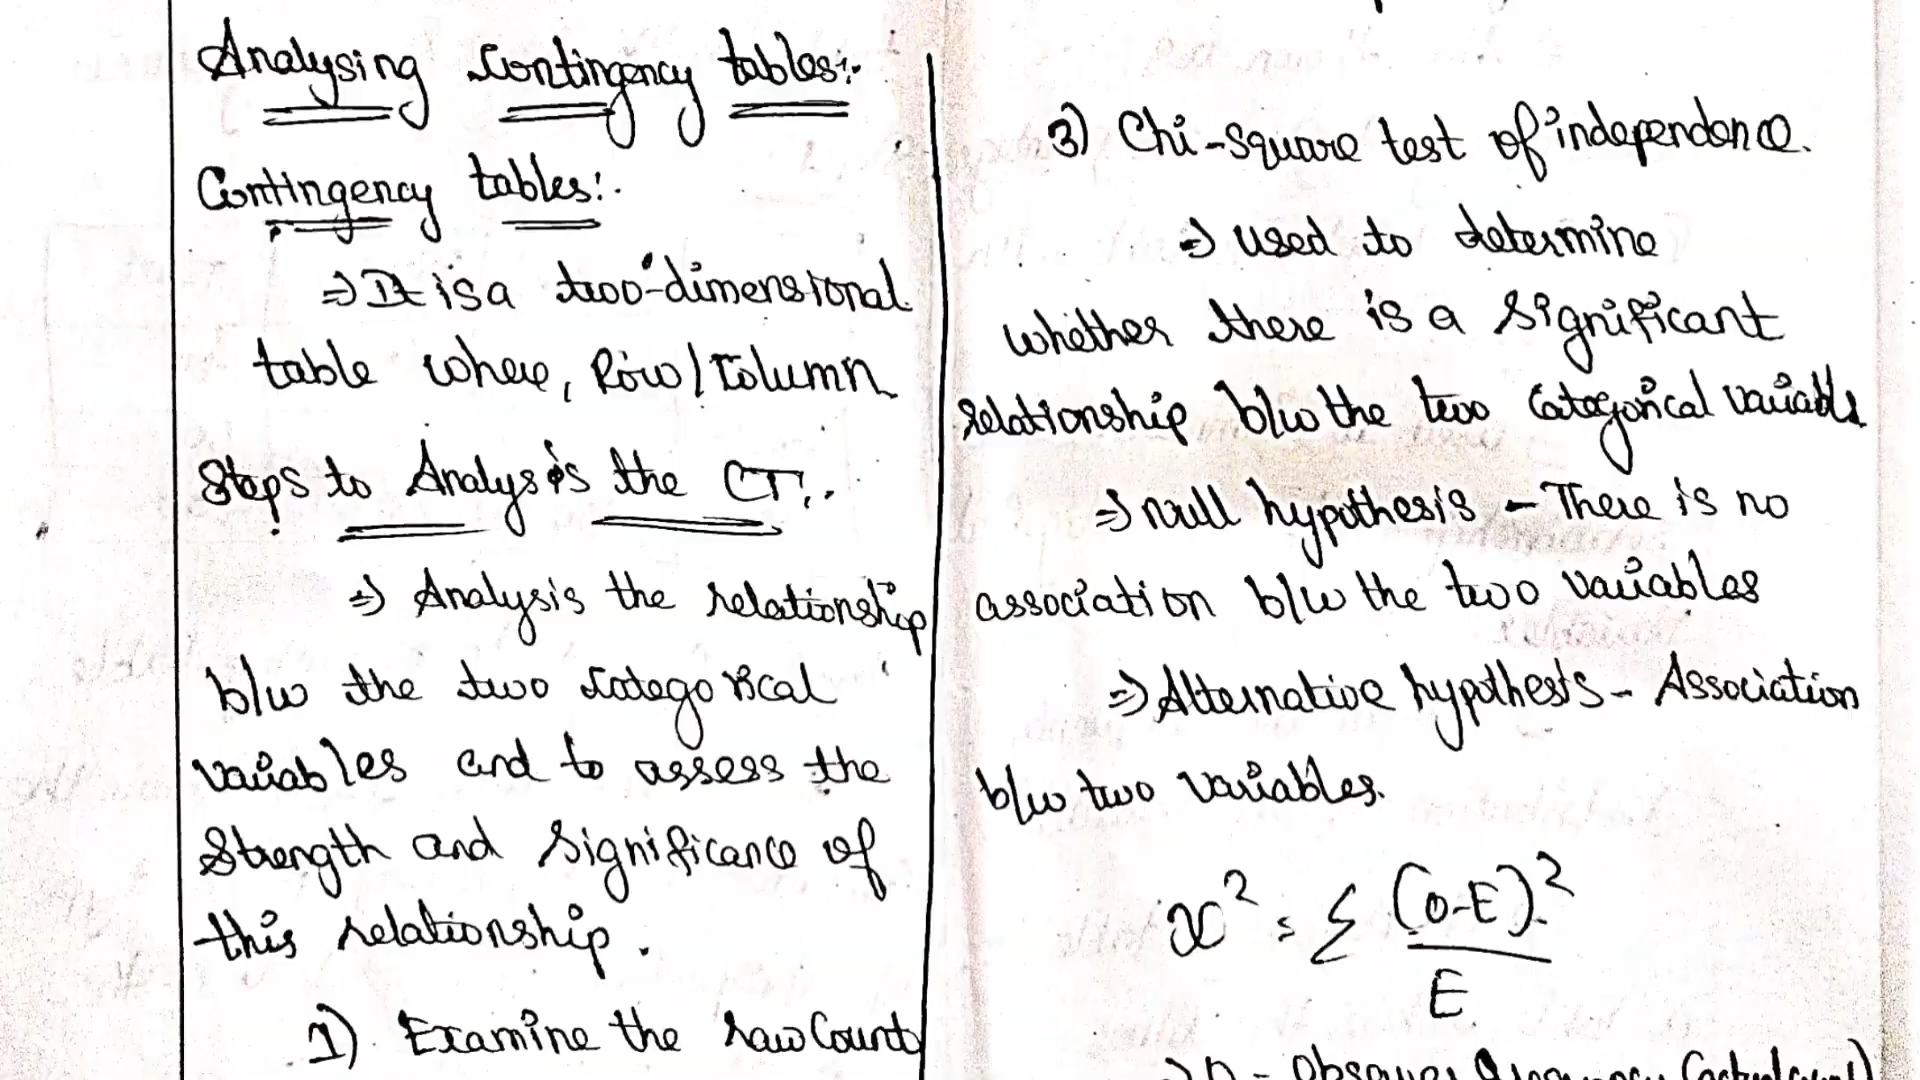 Analysing Contingency tables:-
Contingency tables:-
⇒ It is a two-dimensional
table where, Row/Column
Steps to Analysis the CT:-
⇒ Analysis the relationship
b/w the two categorical
variables and to assess the
strength and significance of
this relationship.
1) Examine the raw Counts
3) Chi-square test of independence.
⇒ used to determine
whether there is a significant
relationship b/w the two categorical variable
⇒ null hypothesis - There is no
association b/w the two variables
⇒ Alternative hypothesis - Association
b/w two variables.
x² = Σ (O-E)²
E